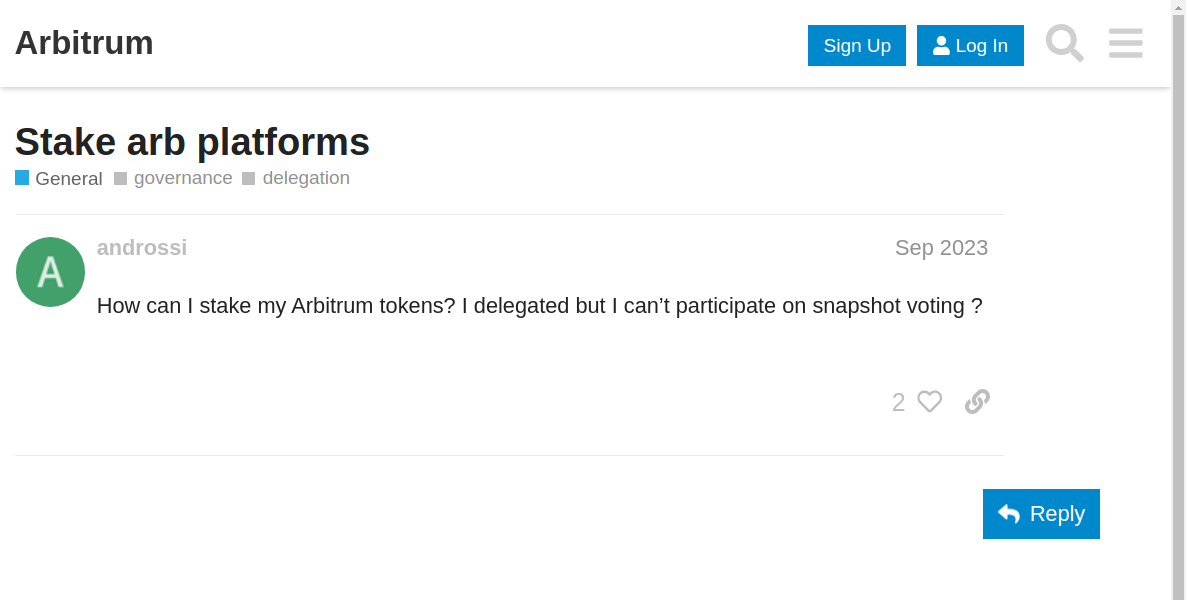 Arbitrum
Sign Up
Log In
Stake arb platforms
General governance delegation
A
androssi
Sep 2023
How can I stake my Arbitrum tokens? I delegated but I can’t participate on snapshot voting ?
2
Reply